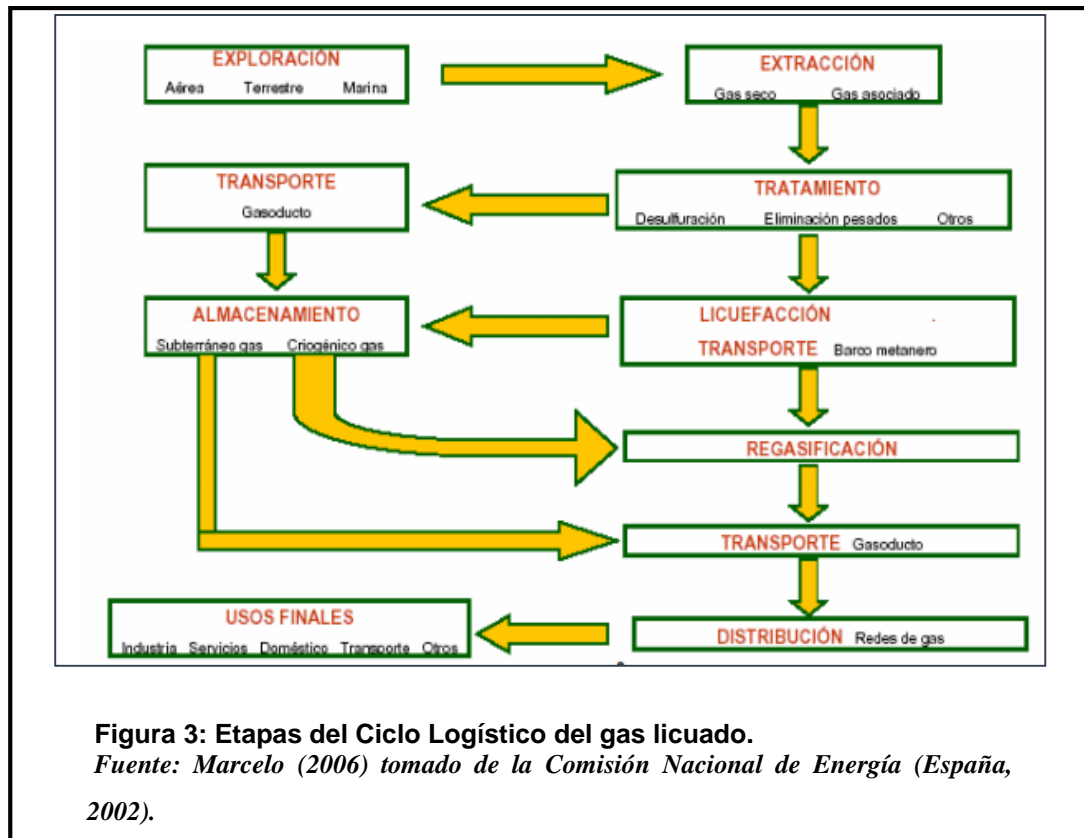 EXPLORACIÓN
Aérea Terrestre Marina
EXTRACCIÓN
Gas seco Gas asociado
TRANSPORTE
Gasoducto
TRATAMIENTO
Desulfuración Eliminación pesados Otros
ALMACENAMIENTO
Subterráneo gas Criogénico gas
LICUEFACCIÓN .
TRANSPORTE Barco metanero
REGASIFICACIÓN
TRANSPORTE Gasoducto
USOS FINALES
Industria Servicios Doméstico Transporte Otros
DISTRIBUCIÓN Redes de gas
Figura 3: Etapas del Ciclo Logístico del gas licuado.
Fuente: Marcelo (2006) tomado de la Comisión Nacional de Energía (España,
2002).